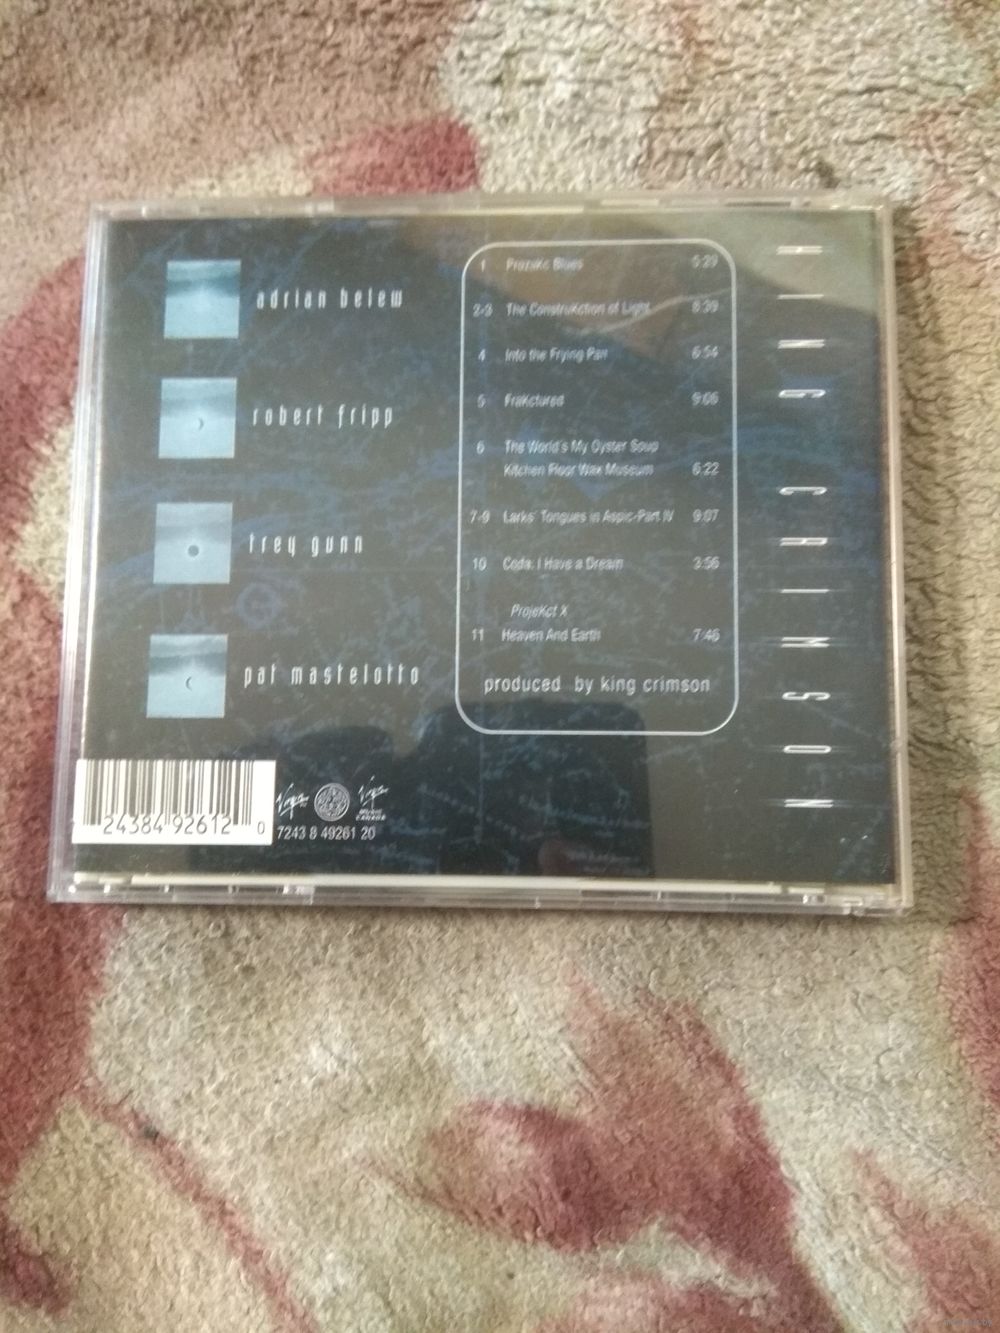 adrian belew
robert fripp
trey gunn
pat mastelotto
1 ProzaKc Blues 5:29
2-3 The ConstruKction of Light 8:39
4 Into the Frying Pan 6:54
5 FraKctured 9:06
6 The World's My Oyster Soup
Kitchen Floor Wax Museum 6:22
7-9 Larks' Tongues in Aspic-Part IV 9:07
10 Coda: I Have a Dream 3:56
ProjeKct X
11 Heaven And Earth 7:46
produced by king crimson
KING CRIMSON
24384 92612 0
Virgin
Virgin
MUSIC
CANADA
7243 8 49261 20